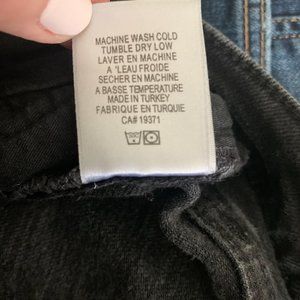 MACHINE WASH COLD
TUMBLE DRY LOW
LAVER EN MACHINE
A 'LEAU FROIDE
SECHER EN MACHINE
A BASSE TEMPERATURE
MADE IN TURKEY
FABRIQUE EN TURQUIE
CA# 19371